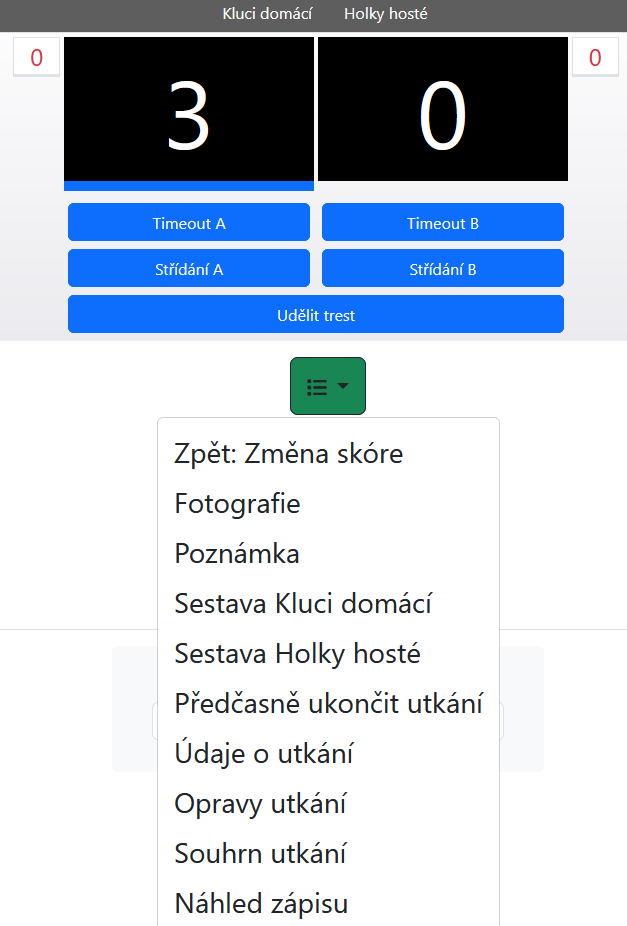 Kluci domácí Holky hosté
0 3 0 0
Timeout A Timeout B
Střídání A Střídání B
Udělit trest
Zpět: Změna skóre
Fotografie
Poznámka
Sestava Kluci domácí
Sestava Holky hosté
Předčasně ukončit utkání
Údaje o utkání
Opravy utkání
Souhrn utkání
Náhled zápisu